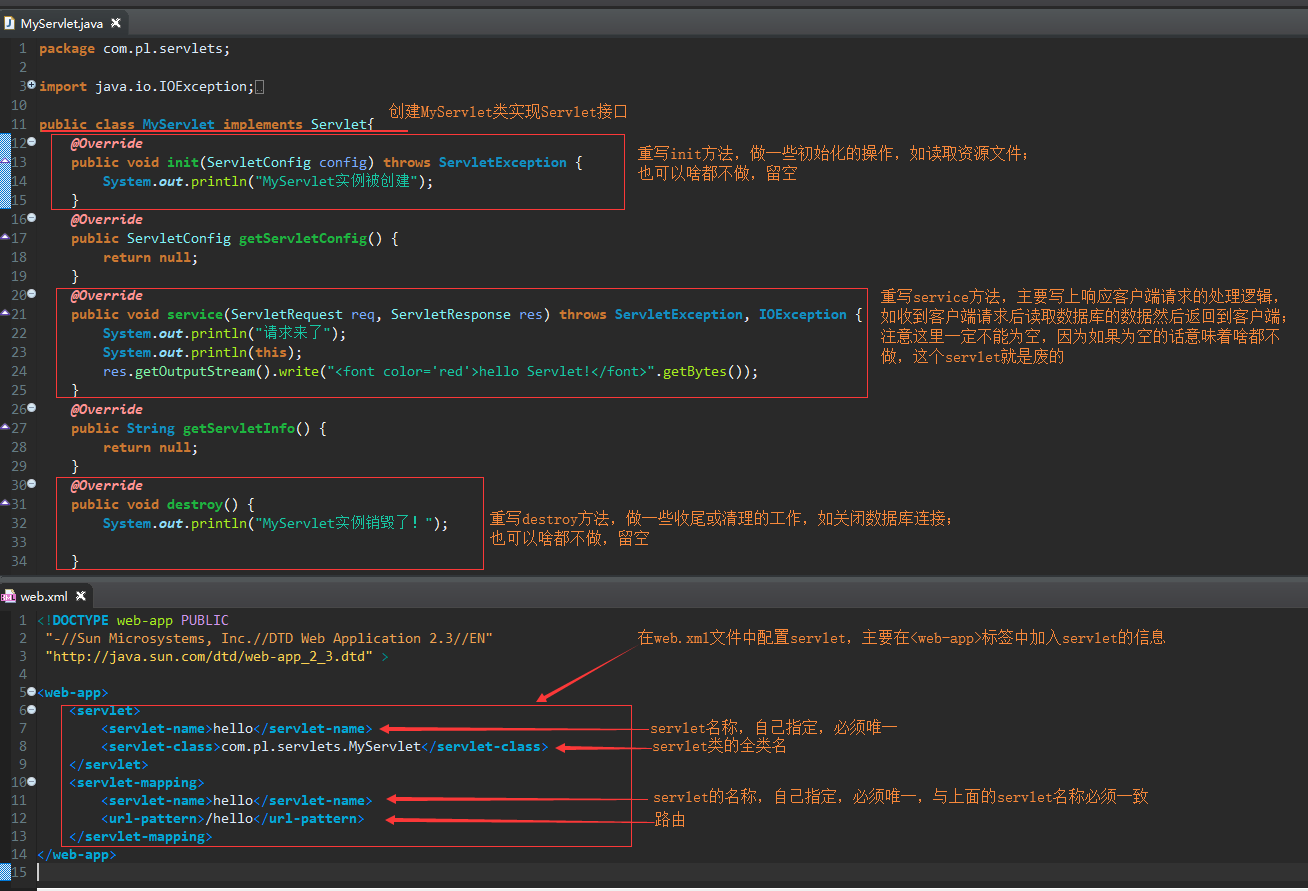 MyServlet.java
1 package com.pl.servlets;
2
3 import java.io.IOException;
10
创建MyServlet类实现Servlet接口
11 public class MyServlet implements Servlet{
12 @Override
13 public void init(ServletConfig config) throws ServletException {
14 System.out.println("MyServlet实例被创建");
15 }
重写init方法，做一些初始化的操作，如读取资源文件；
也可以啥都不做，留空
16 @Override
17 public ServletConfig getServletConfig() {
18 return null;
19 }
20 @Override
21 public void service(ServletRequest req, ServletResponse res) throws ServletException, IOException {
22 System.out.println("请求来了");
23 System.out.println(this);
24 res.getOutputStream().write("<font color='red'>hello Servlet!</font>".getBytes());
25 }
重写service方法，主要写上响应客户端请求的处理逻辑，
如收到客户端请求后读取数据库的数据然后返回到客户端；
注意这里一定不能为空，因为如果为空的话意味着啥都不
做，这个servlet就是废的
26 @Override
27 public String getServletInfo() {
28 return null;
29 }
30 @Override
31 public void destroy() {
32 System.out.println("MyServlet实例销毁了！");
33
34 }
重写destroy方法，做一些收尾或清理的工作，如关闭数据库连接；
也可以啥都不做，留空
web.xml
1 <!DOCTYPE web-app PUBLIC
2 "-//Sun Microsystems, Inc.//DTD Web Application 2.3//EN"
3 "http://java.sun.com/dtd/web-app_2_3.dtd" >
4
在web.xml文件中配置servlet，主要在<web-app>标签中加入servlet的信息
5 <web-app>
6 <servlet>
7 <servlet-name>hello</servlet-name>
servlet名称，自己指定，必须唯一
8 <servlet-class>com.pl.servlets.MyServlet</servlet-class>
servlet类的全类名
9 </servlet>
10 <servlet-mapping>
11 <servlet-name>hello</servlet-name>
servlet的名称，自己指定，必须唯一，与上面的servlet名称必须一致
12 <url-pattern>/hello</url-pattern>
路由
13 </servlet-mapping>
14 </web-app>
15